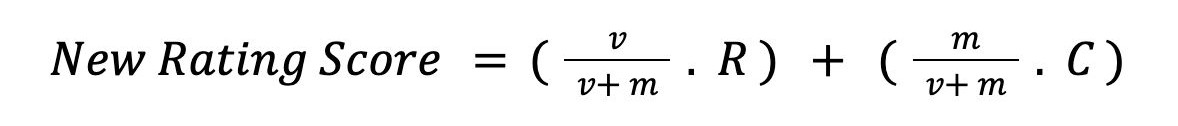 New Rating Score = ( v/v+ m . R ) + ( m/v+ m . C )